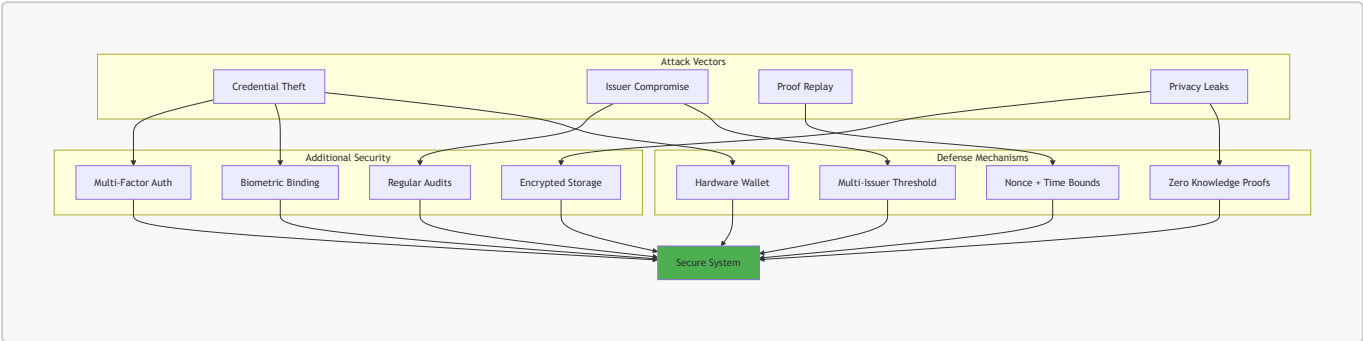 Attack Vectors
Credential Theft
Issuer Compromise
Proof Replay
Privacy Leaks
Additional Security
Defense Mechanisms
Multi-Factor Auth
Biometric Binding
Regular Audits
Encrypted Storage
Hardware Wallet
Multi-Issuer Threshold
Nonce + Time Bounds
Zero Knowledge Proofs
Secure System